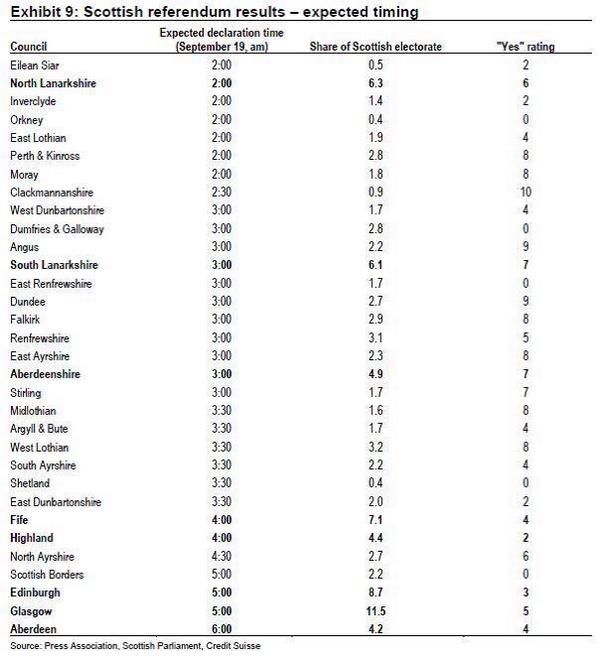 Exhibit 9: Scottish referendum results – expected timing
Council Expected declaration time (September 19, am) Share of Scottish electorate "Yes" rating
Eilean Siar 2:00 0.5 2
North Lanarkshire 2:00 6.3 6
Inverclyde 2:00 1.4 2
Orkney 2:00 0.4 0
East Lothian 2:00 1.9 4
Perth & Kinross 2:00 2.8 8
Moray 2:00 1.8 8
Clackmannanshire 2:30 0.9 10
West Dunbartonshire 3:00 1.7 4
Dumfries & Galloway 3:00 2.8 0
Angus 3:00 2.2 9
South Lanarkshire 3:00 6.1 7
East Renfrewshire 3:00 1.7 0
Dundee 3:00 2.7 9
Falkirk 3:00 2.9 8
Renfrewshire 3:00 3.1 5
East Ayrshire 3:00 2.3 8
Aberdeenshire 3:00 4.9 7
Stirling 3:00 1.7 7
Midlothian 3:30 1.6 8
Argyll & Bute 3:30 1.7 4
West Lothian 3:30 3.2 8
South Ayrshire 3:30 2.2 4
Shetland 3:30 0.4 0
East Dunbartonshire 3:30 2.0 2
Fife 4:00 7.1 4
Highland 4:00 4.4 2
North Ayrshire 4:30 2.7 6
Scottish Borders 5:00 2.2 0
Edinburgh 5:00 8.7 3
Glasgow 5:00 11.5 5
Aberdeen 6:00 4.2 4
Source: Press Association, Scottish Parliament, Credit Suisse